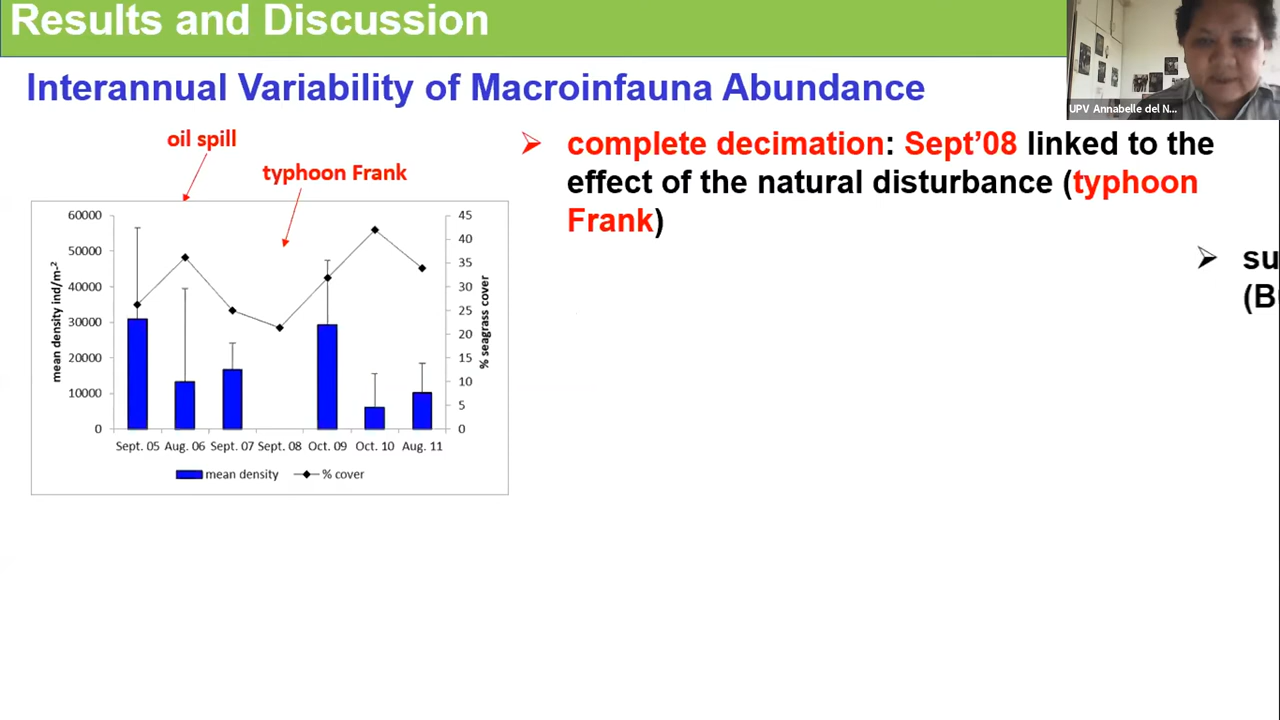 Results and Discussion
UPV Annabelle del N...
Interannual Variability of Macroinfauna Abundance
oil spill
typhoon Frank
complete decimation: Sept’08 linked to the
effect of the natural disturbance (typhoon
Frank)
su
(B
60000
50000
40000
30000
20000
10000
0
mean density ind/m-²
45
40
35
30
25
20
15
10
5
0
% seagrass cover
Sept. 05 Aug. 06 Sept. 07 Sept. 08 Oct. 09 Oct. 10 Aug. 11
mean density % cover